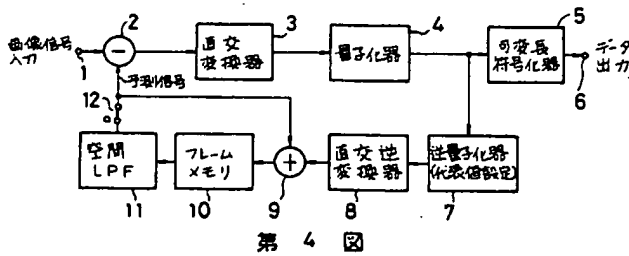 画像信号
入力
1
2
予測信号
直交
変換器
3
量子化器
4
可変長
符号化器
5
データ
出力
6
12
空間
LPF
11
フレーム
メモリ
10
9
直交逆
変換器
8
逆量子化器
(代表値設定)
7
第 4 図